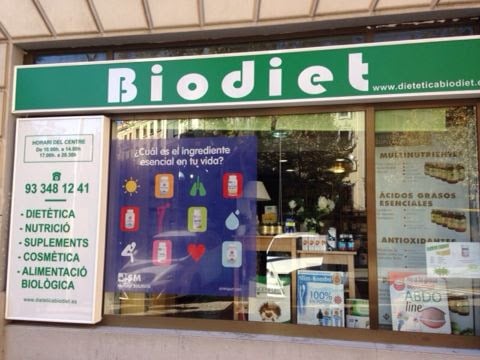 Biodiet
www.dieteticabiodiet.
HORARI DEL CENTRE
De 10.00h. a 14.00h
17.00h. a 20.30h
☎
93 348 12 41
- DIETÈTICA
- NUTRICIÓ
- SUPLEMENTS
- COSMÈTICA
- ALIMENTACIÓ
BIOLÒGICA
www.dieteticabiodiet.es
¿Cuál es el ingrediente
esencial en tu vida?
MULTINUTRIENTES
ÁCIDOS GRASOS
ESENCIALES
ANTIOXIDANTES
100%
ABDO
line